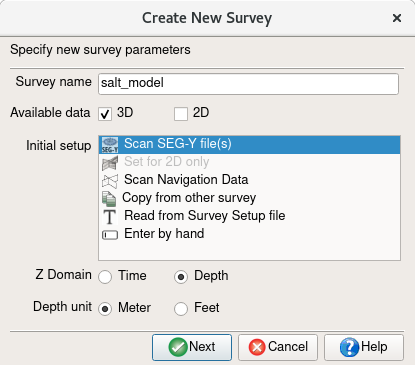 Create New Survey
Specify new survey parameters
Survey name salt_model
Available data 3D 2D
Initial setup
SEG-Y Scan SEG-Y file(s)
Set for 2D only
Scan Navigation Data
Copy from other survey
Read from Survey Setup file
Enter by hand
Z Domain Time Depth
Depth unit Meter Feet
Next Cancel Help